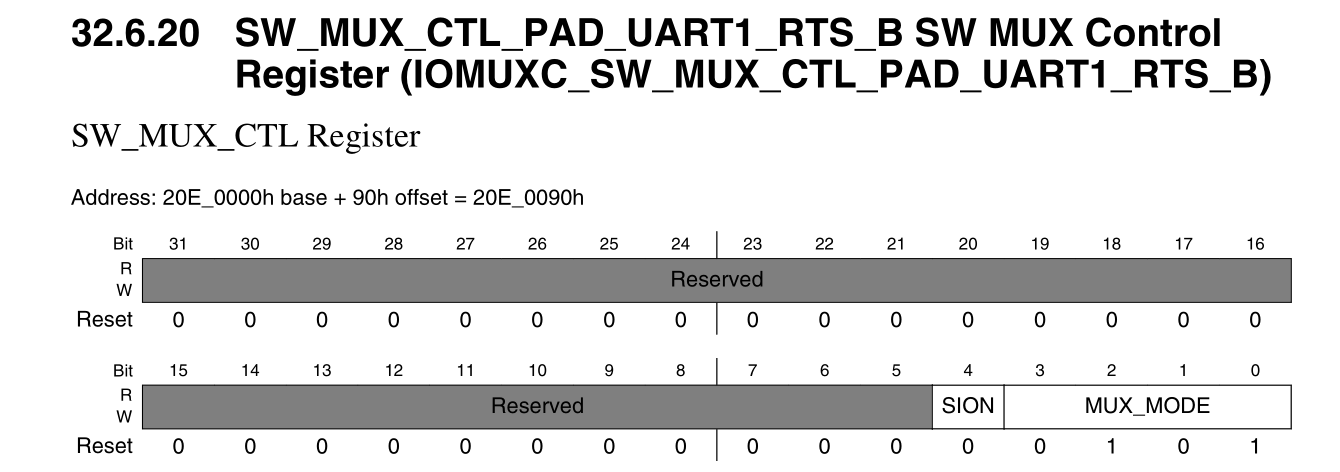 32.6.20 SW_MUX_CTL_PAD_UART1_RTS_B SW MUX Control
Register (IOMUXC_SW_MUX_CTL_PAD_UART1_RTS_B)
SW_MUX_CTL Register
Address: 20E_0000h base + 90h offset = 20E_0090h
Bit 31 30 29 28 27 26 25 24 23 22 21 20 19 18 17 16
R
Reserved
W
Reset 0 0 0 0 0 0 0 0 0 0 0 0 0 0 0 0
Bit 15 14 13 12 11 10 9 8 7 6 5 4 3 2 1 0
R
Reserved SION MUX_MODE
W
Reset 0 0 0 0 0 0 0 0 0 0 0 0 0 1 0 1